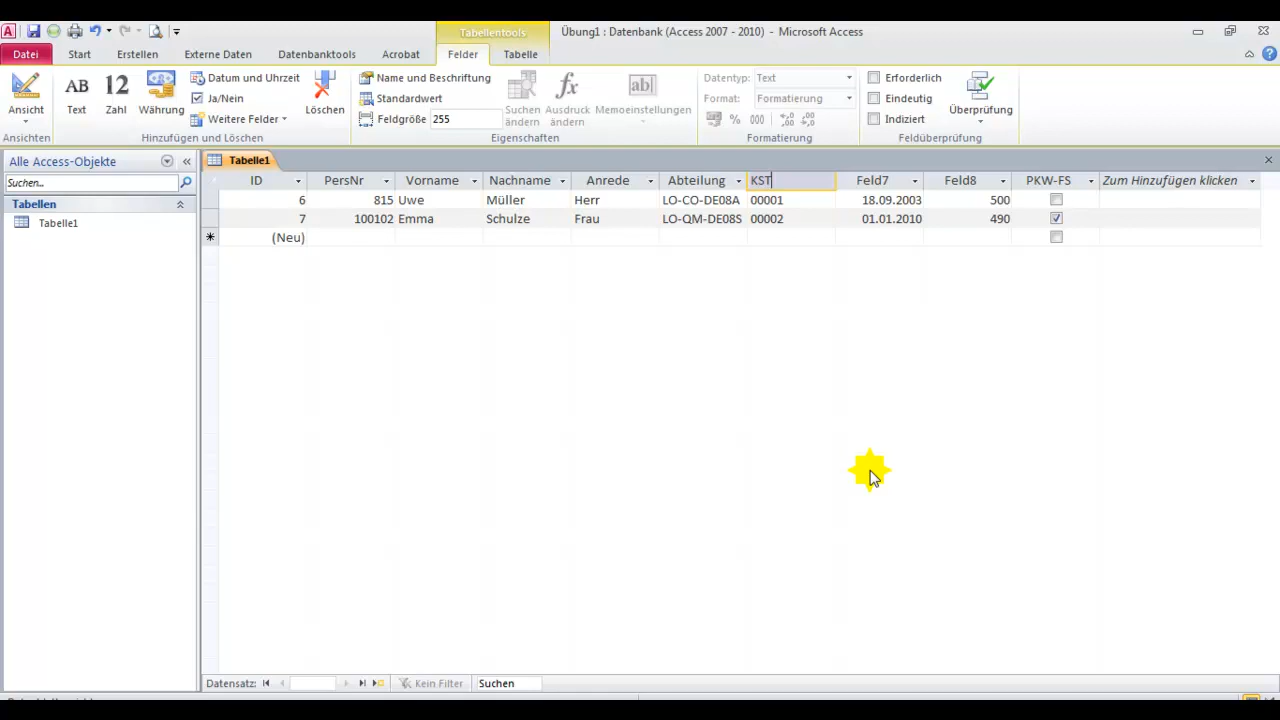 Tabellentools
Übung1 : Datenbank (Access 2007 - 2010) - Microsoft Access
Datei Start Erstellen Externe Daten Datenbanktools Acrobat Felder Tabelle
Ansicht
AB
Text
12
Zahl
Währung
Datum und Uhrzeit
Ja/Nein
Weitere Felder
Löschen
Name und Beschriftung
Standardwert
Feldgröße 255
Suchen ändern
fx
Ausdruck ändern
ab
Memoeinstellungen
Datentyp: Text
Format: Formatierung
% 000
Erforderlich
Eindeutig
Indiziert
Überprüfung
Ansichten Hinzufügen und Löschen Eigenschaften Formatierung Feldüberprüfung
Alle Access-Objekte
Suchen...
Tabellen
Tabelle1
Tabelle1
ID PersNr Vorname Nachname Anrede Abteilung KST Feld7 Feld8 PKW-FS Zum Hinzufügen klicken
6 815 Uwe Müller Herr LO-CO-DE08A 00001 18.09.2003 500
7 100102 Emma Schulze Frau LO-QM-DE08S 00002 01.01.2010 490
(Neu)
Datensatz: Kein Filter Suchen